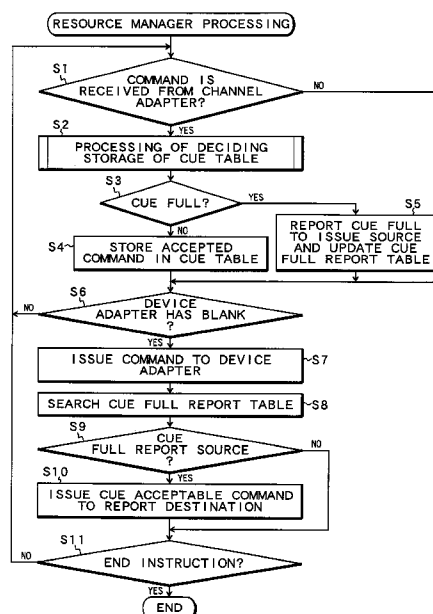 RESOURCE MANAGER PROCESSING
S1
COMMAND IS
RECEIVED FROM CHANNEL
ADAPTER?
NO
YES
S2
PROCESSING OF DECIDING
STORAGE OF CUE TABLE
S3
CUE FULL?
YES
NO
S5
REPORT CUE FULL
TO ISSUE SOURCE
AND UPDATE CUE
FULL REPORT TABLE
S4
STORE ACCEPTED
COMMAND IN CUE TABLE
S6
DEVICE
ADAPTER HAS BLANK
?
NO
YES
ISSUE COMMAND TO DEVICE
ADAPTER
S7
SEARCH CUE FULL REPORT TABLE
S8
S9
CUE
FULL REPORT SOURCE
?
NO
YES
S10
ISSUE CUE ACCEPTABLE COMMAND
TO REPORT DESTINATION
S11
END INSTRUCTION?
NO
YES
END